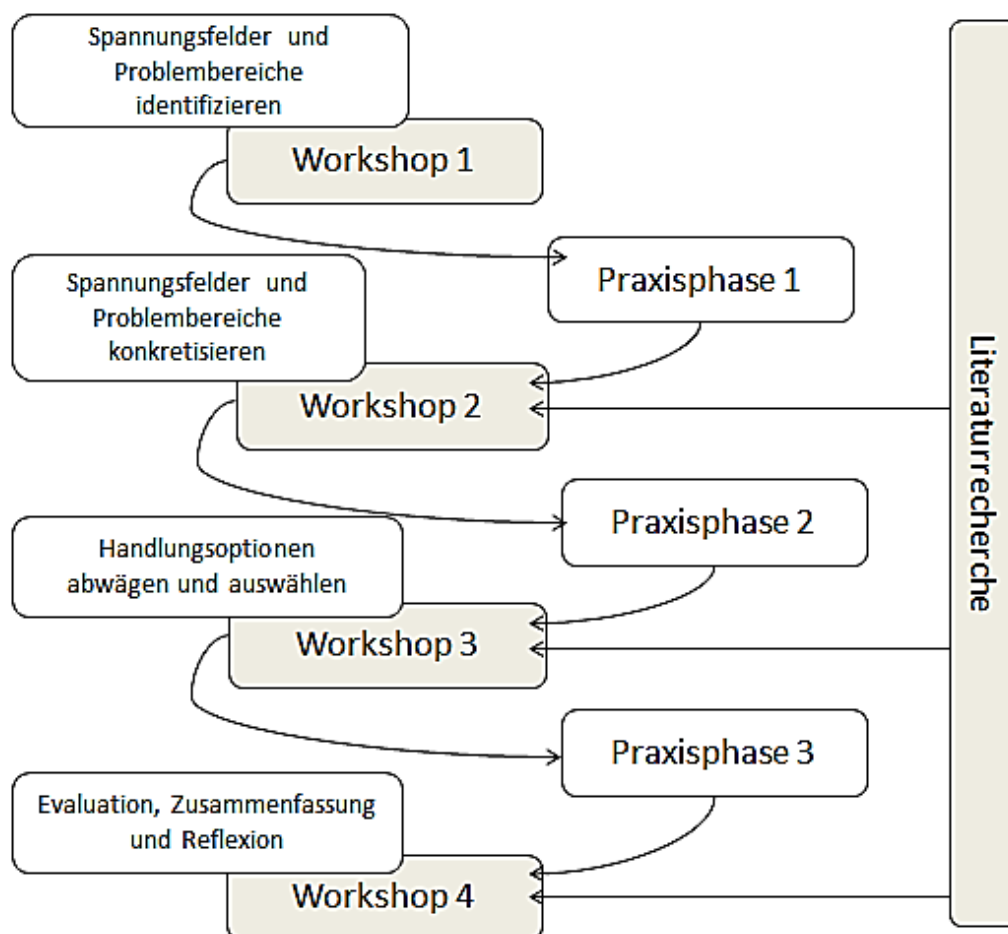 Spannungsfelder und
Problembereiche
identifizieren
Workshop 1
Praxisphase 1
Spannungsfelder und
Problembereiche
konkretisieren
Workshop 2
Praxisphase 2
Handlungsoptionen
abwägen und auswählen
Workshop 3
Praxisphase 3
Evaluation, Zusammenfassung
und Reflexion
Workshop 4
Literaturrecherche